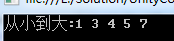 file:///E:/Solution/UnityCo
从小到大:1 3 4 5 7